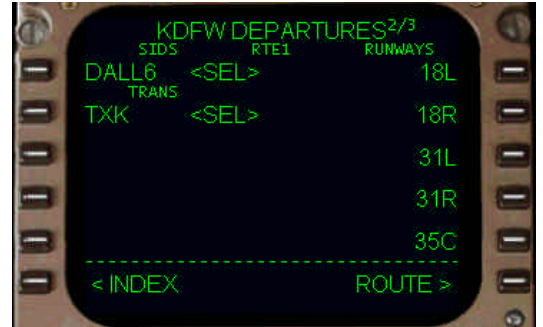 KDFW DEPARTURES 2/3
SIDS RTE1 RUNWAYS
DALL6 <SEL> 18L
TRANS
TXK <SEL> 18R
31L
31R
35C
--------------------------------
< INDEX ROUTE >